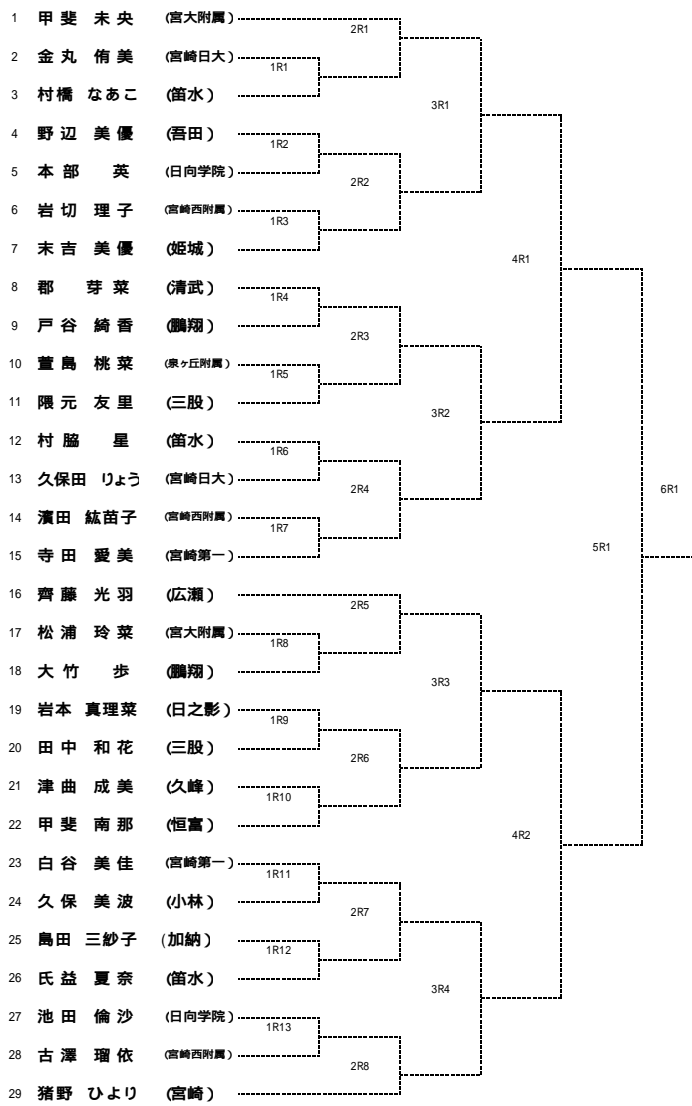 1 甲斐 未央 (宮大附属)
2R1
2 金丸 侑美 (宮崎日大)
1R1
3 村橋 なあこ (笛水)
3R1
4 野辺 美優 (吾田)
1R2
5 本部 英 (日向学院)
2R2
6 岩切 理子 (宮崎西附属)
1R3
7 末吉 美優 (姫城)
4R1
8 郡 芽菜 (清武)
1R4
9 戸谷 綺香 (鵬翔)
2R3
10 萱島 桃菜 (泉ヶ丘附属)
1R5
11 隈元 友里 (三股)
3R2
12 村脇 星 (笛水)
1R6
13 久保田 りょう (宮崎日大)
2R4
6R1
14 濱田 紘苗子 (宮崎西附属)
1R7
15 寺田 愛美 (宮崎第一)
5R1
16 齊藤 光羽 (広瀬)
2R5
17 松浦 玲菜 (宮大附属)
1R8
18 大竹 歩 (鵬翔)
3R3
19 岩本 真理菜 (日之影)
1R9
20 田中 和花 (三股)
2R6
21 津曲 成美 (久峰)
1R10
22 甲斐 南那 (恒富)
4R2
23 白谷 美佳 (宮崎第一)
1R11
24 久保 美波 (小林)
2R7
25 島田 三紗子 (加納)
1R12
26 氏益 夏奈 (笛水)
3R4
27 池田 倫沙 (日向学院)
1R13
28 古澤 瑠依 (宮崎西附属)
2R8
29 猪野 ひより (宮崎)